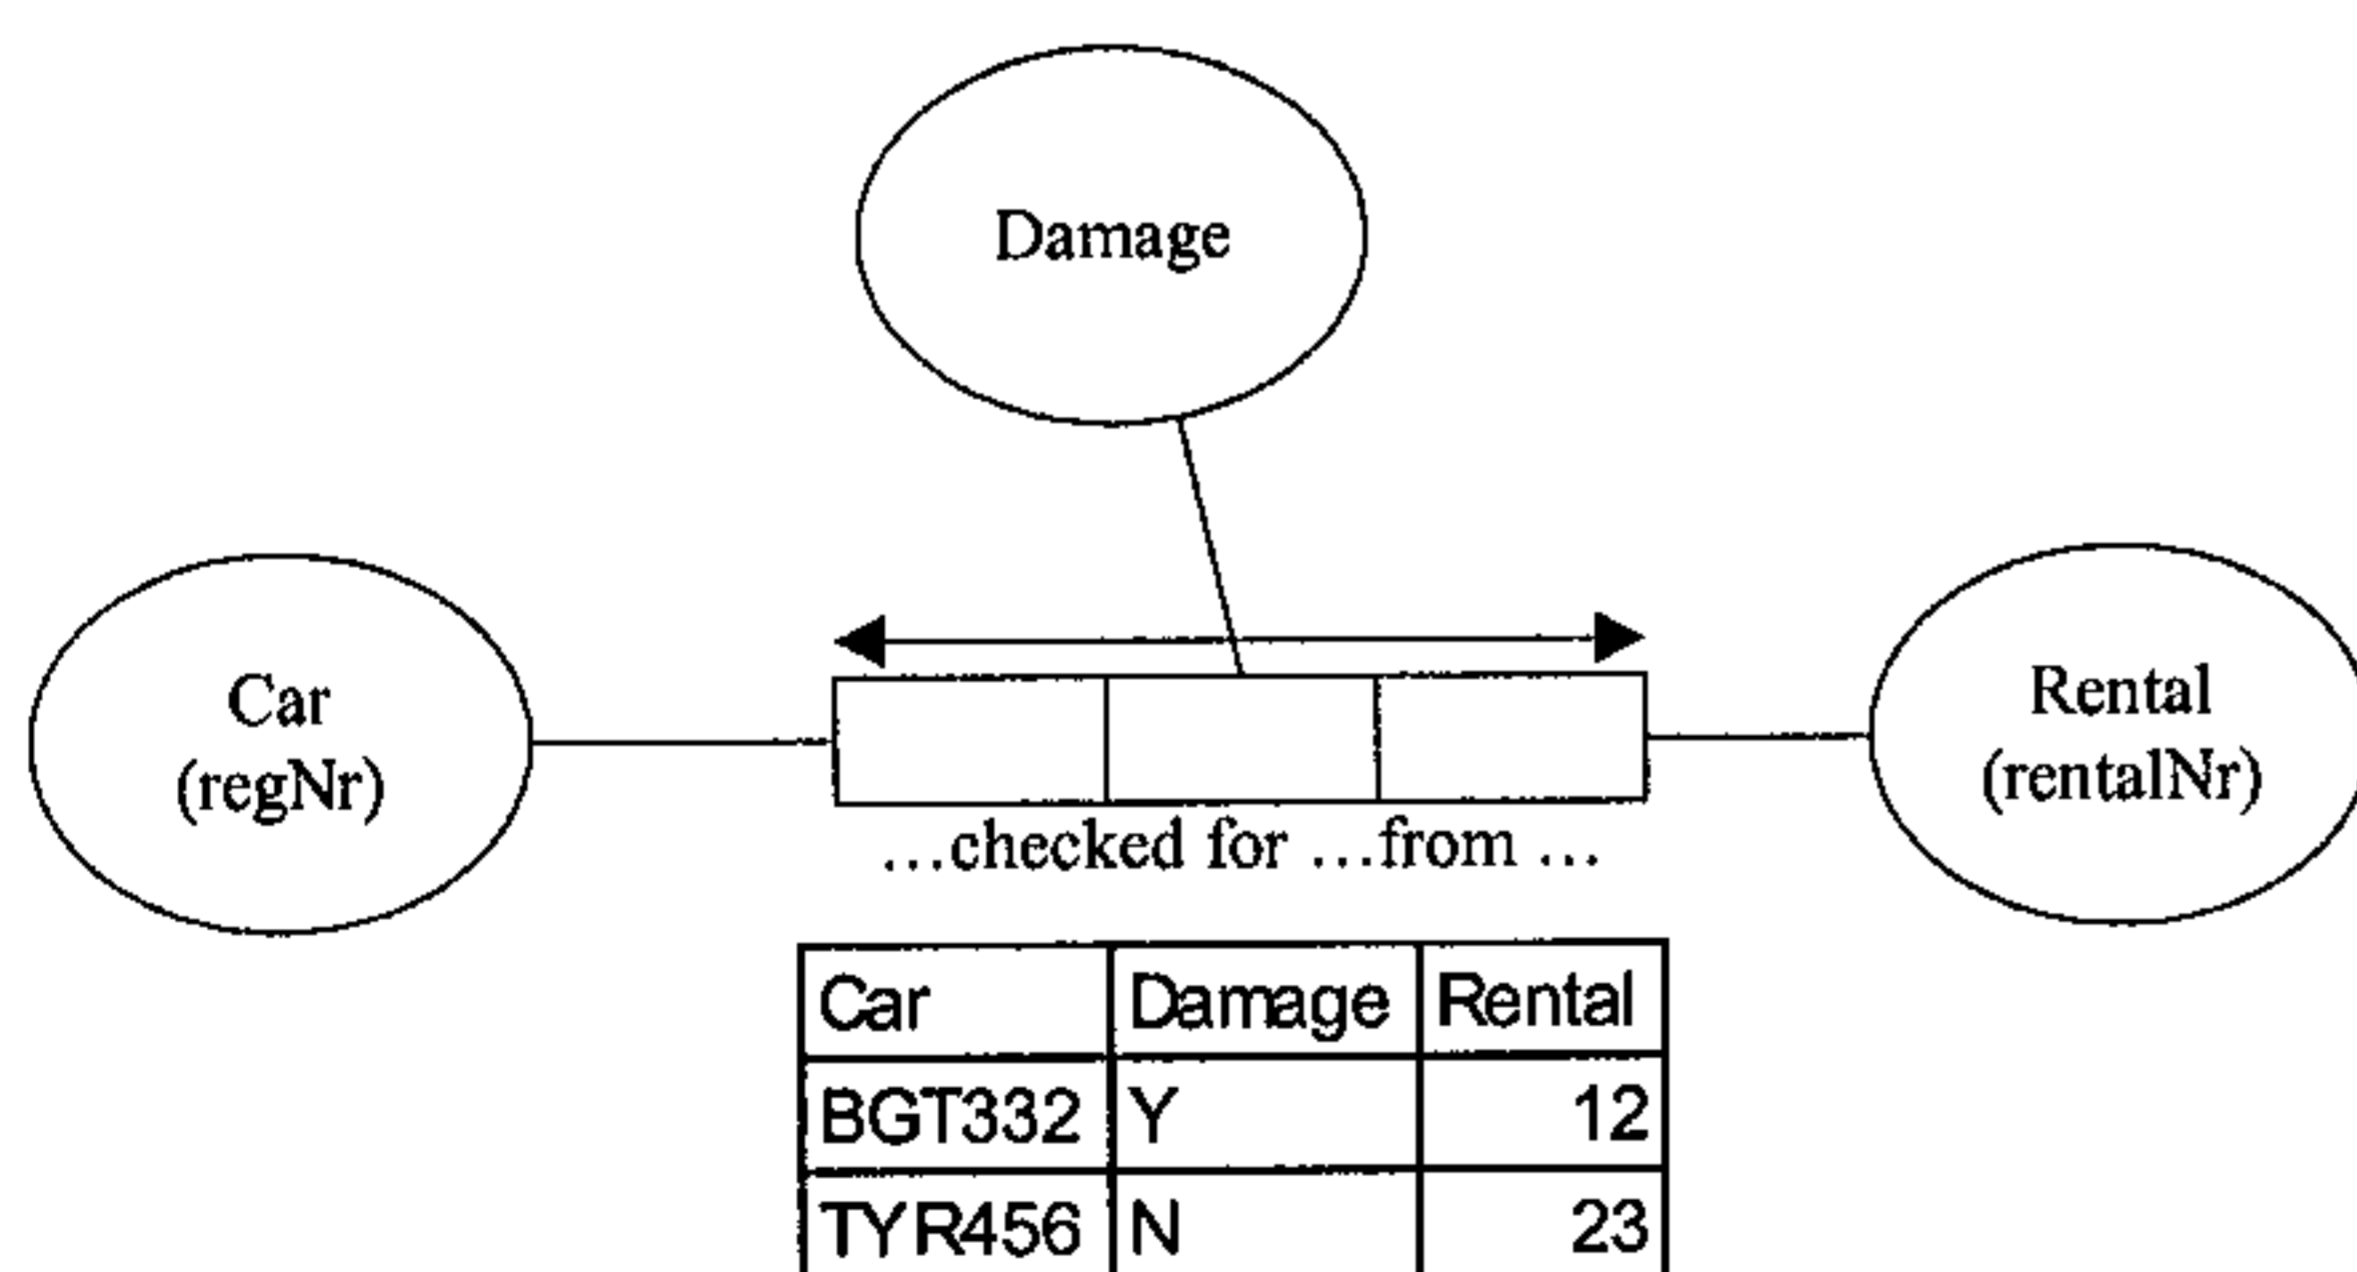 Damage
Car
(regNr)
Rental
(rentalNr)
...checked for ...from ...
Car Damage Rental
BGT332 Y 12
TYR456 N 23